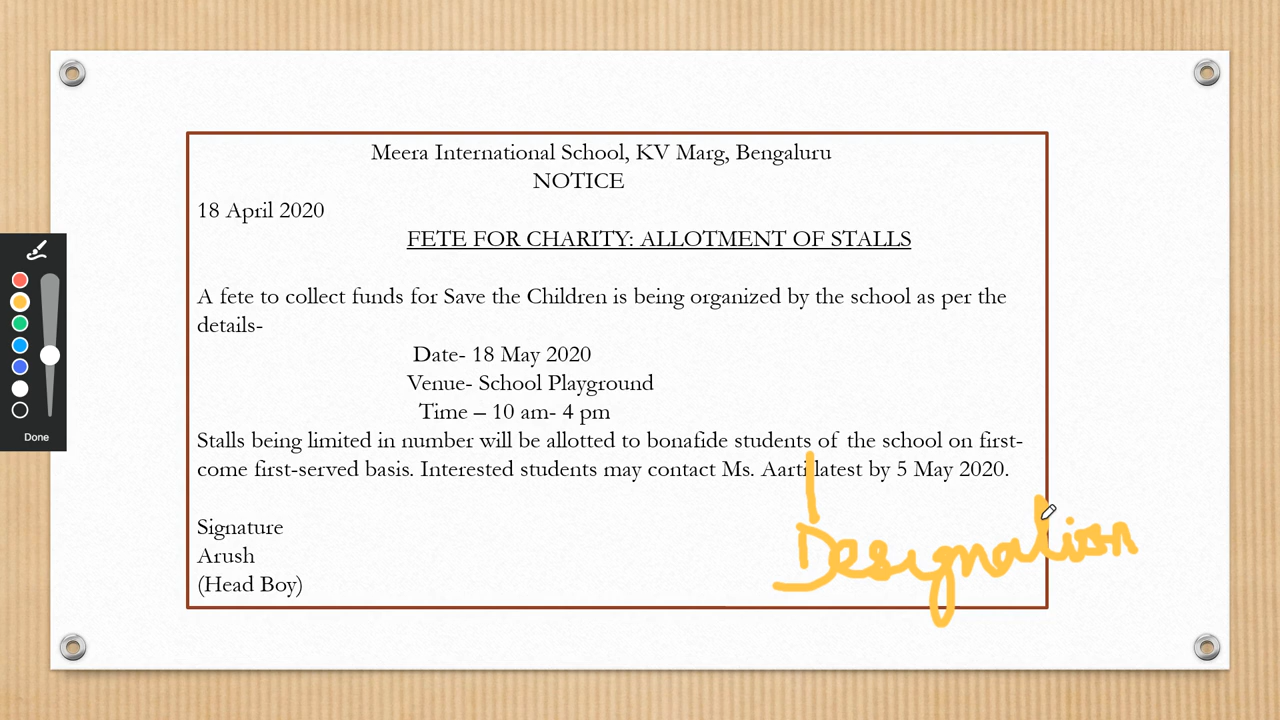 Meera International School, KV Marg, Bengaluru
NOTICE
18 April 2020
FETE FOR CHARITY: ALLOTMENT OF STALLS
A fete to collect funds for Save the Children is being organized by the school as per the
details-
Date- 18 May 2020
Venue- School Playground
Time – 10 am- 4 pm
Stalls being limited in number will be allotted to bonafide students of the school on first-
come first-served basis. Interested students may contact Ms. Aarti latest by 5 May 2020.
Designation
Signature
Arush
(Head Boy)
Done